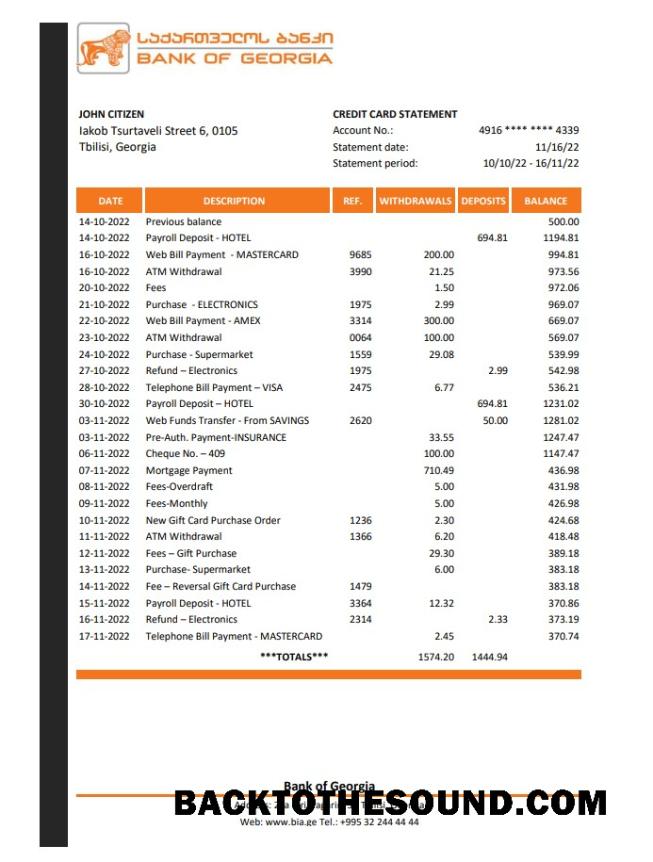 საქართველოს ბანკი
BANK OF GEORGIA
JOHN CITIZEN
Iakob Tsurtaveli Street 6, 0105
Tbilisi, Georgia
CREDIT CARD STATEMENT
Account No.: 4916 **** **** 4339
Statement date: 11/16/22
Statement period: 10/10/22 - 16/11/22
DATE DESCRIPTION REF. WITHDRAWALS DEPOSITS BALANCE
14-10-2022 Previous balance 500.00
14-10-2022 Payroll Deposit - HOTEL 694.81 1194.81
16-10-2022 Web Bill Payment - MASTERCARD 9685 200.00 994.81
16-10-2022 ATM Withdrawal 3990 21.25 973.56
20-10-2022 Fees 1.50 972.06
21-10-2022 Purchase - ELECTRONICS 1975 2.99 969.07
22-10-2022 Web Bill Payment - AMEX 3314 300.00 669.07
23-10-2022 ATM Withdrawal 0064 100.00 569.07
24-10-2022 Purchase - Supermarket 1559 29.08 539.99
27-10-2022 Refund – Electronics 1975 2.99 542.98
28-10-2022 Telephone Bill Payment – VISA 2475 6.77 536.21
30-10-2022 Payroll Deposit – HOTEL 694.81 1231.02
03-11-2022 Web Funds Transfer - From SAVINGS 2620 50.00 1281.02
03-11-2022 Pre-Auth. Payment-INSURANCE 33.55 1247.47
06-11-2022 Cheque No. – 409 100.00 1147.47
07-11-2022 Mortgage Payment 710.49 436.98
08-11-2022 Fees-Overdraft 5.00 431.98
09-11-2022 Fees-Monthly 5.00 426.98
10-11-2022 New Gift Card Purchase Order 1236 2.30 424.68
11-11-2022 ATM Withdrawal 1366 6.20 418.48
12-11-2022 Fees – Gift Purchase 29.30 389.18
13-11-2022 Purchase- Supermarket 6.00 383.18
14-11-2022 Fee – Reversal Gift Card Purchase 1479 383.18
15-11-2022 Payroll Deposit - HOTEL 3364 12.32 370.86
16-11-2022 Refund – Electronics 2314 2.33 373.19
17-11-2022 Telephone Bill Payment - MASTERCARD 2.45 370.74
***TOTALS*** 1574.20 1444.94
Bank of Georgia
BACKTOTHESOUND.COM
Web: www.bia.ge Tel.: +995 32 244 44 44